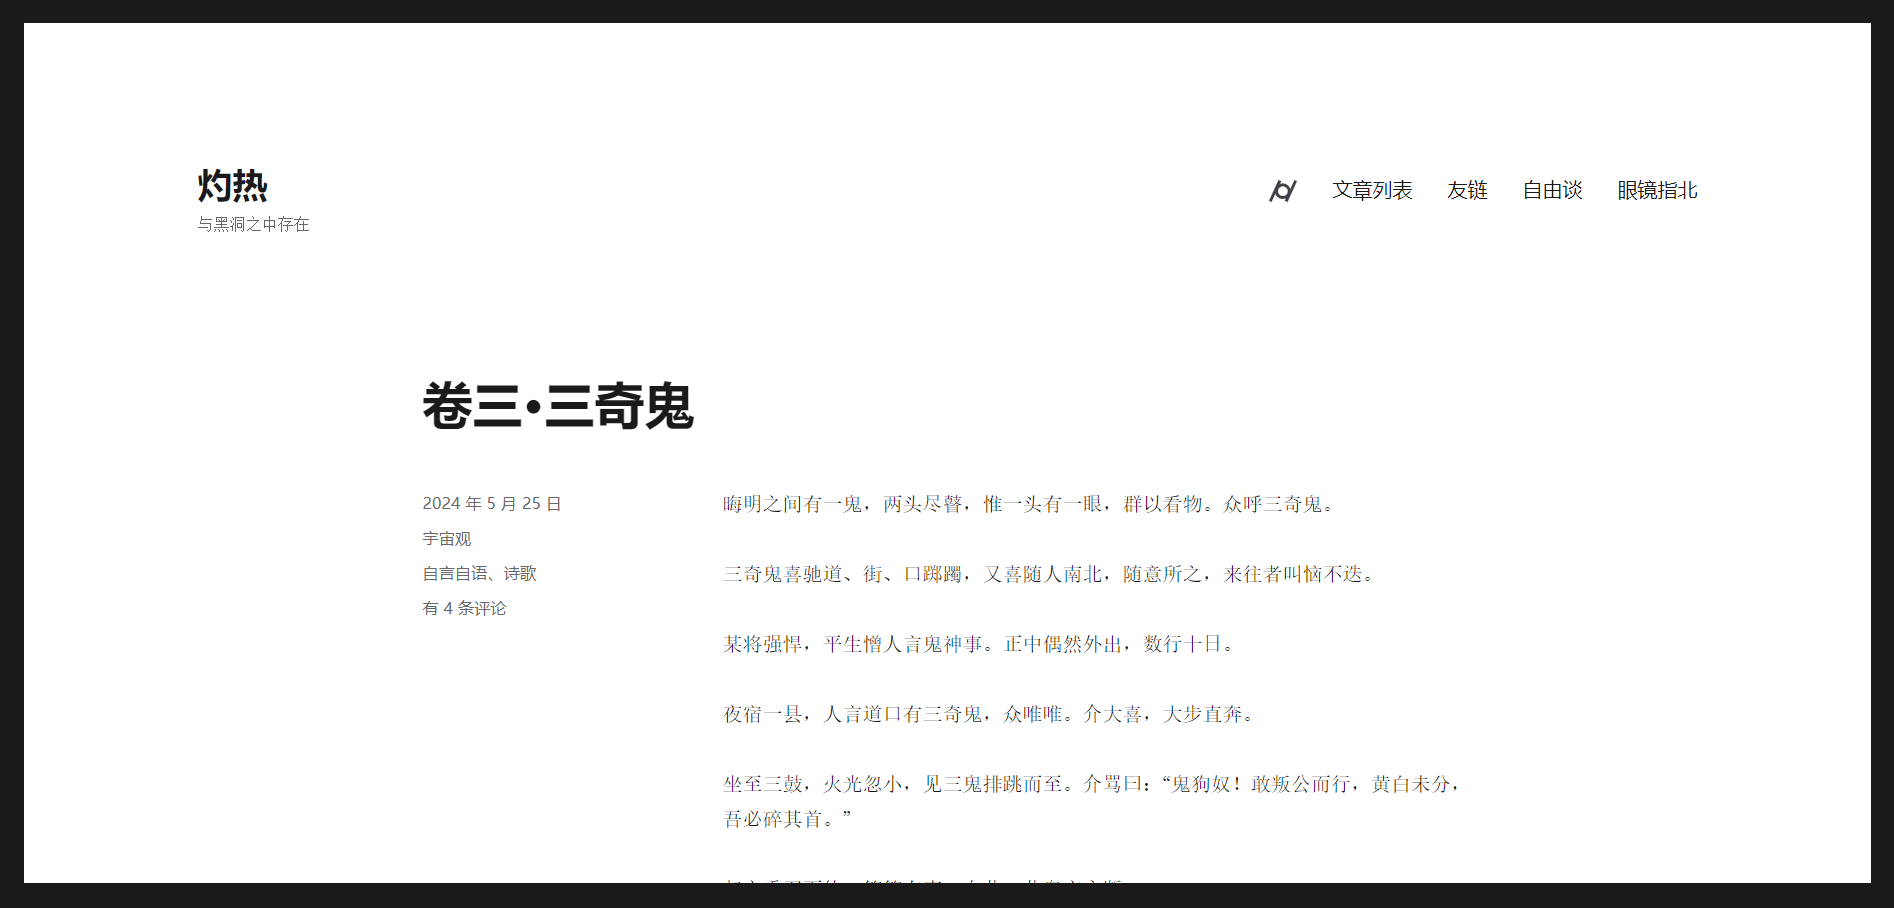 灼热
与黑洞之中存在
文章列表
友链
自由谈
眼镜指北
卷三·三奇鬼
2024 年 5 月 25 日
宇宙观
自言自语、诗歌
有 4 条评论
晦明之间有一鬼，两头尽瞽，惟一头有一眼，群以看物。众呼三奇鬼。
三奇鬼喜驰道、街、口踯躅，又喜随人南北，随意所之，来往者叫恼不迭。
某将强悍，平生憎人言鬼神事。正中偶然外出，数行十日。
夜宿一县，人言道口有三奇鬼，众唯唯。介大喜，大步直奔。
坐至三鼓，火光忽小，见三鬼排跳而至。介骂曰：“鬼狗奴！敢叛公而行，黄白未分，
吾必碎其首。”